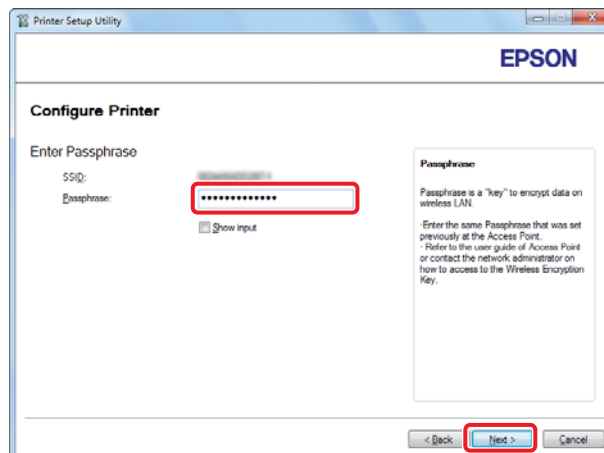 Printer Setup Utility
EPSON
Configure Printer
Enter Passphrase
SSID:
Passphrase:
•••••••••••••
Show input
Passphrase
Passphrase is a "key" to encrypt data on
wireless LAN.
·Enter the same Passphrase that was set
previously at the Access Point.
· Refer to the user guide of Access Point
or contact the network administrator on
how to access to the Wireless Encryption
Key.
< Back
Next >
Cancel